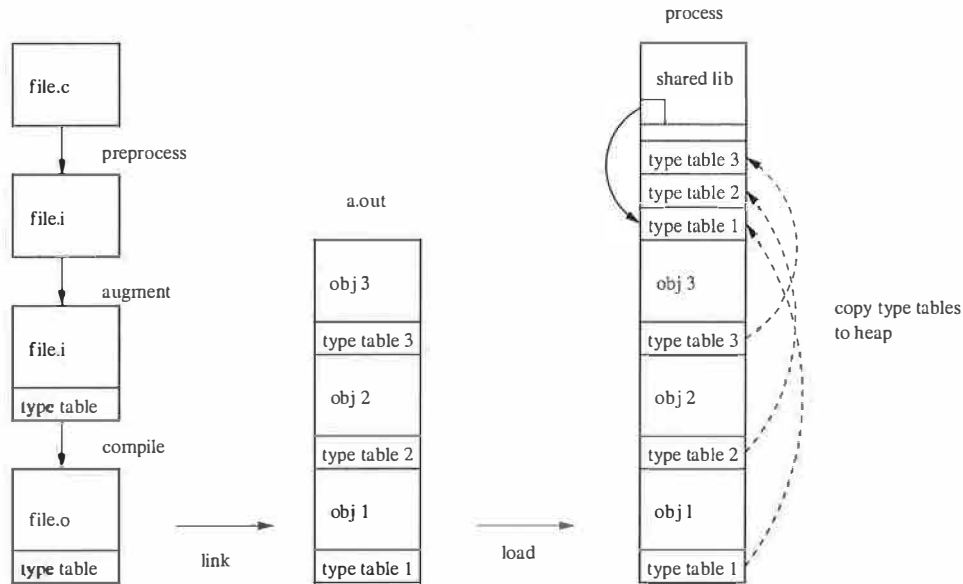 file.c
preprocess
file.i
augment
file.i
type table
compile
file.o
type table
link
a.out
obj 3
type table 3
obj 2
type table 2
obj 1
type table 1
load
process
shared lib
type table 3
type table 2
type table 1
obj 3
type table 3
obj 2
type table 2
obj 1
type table 1
copy type tables
to heap